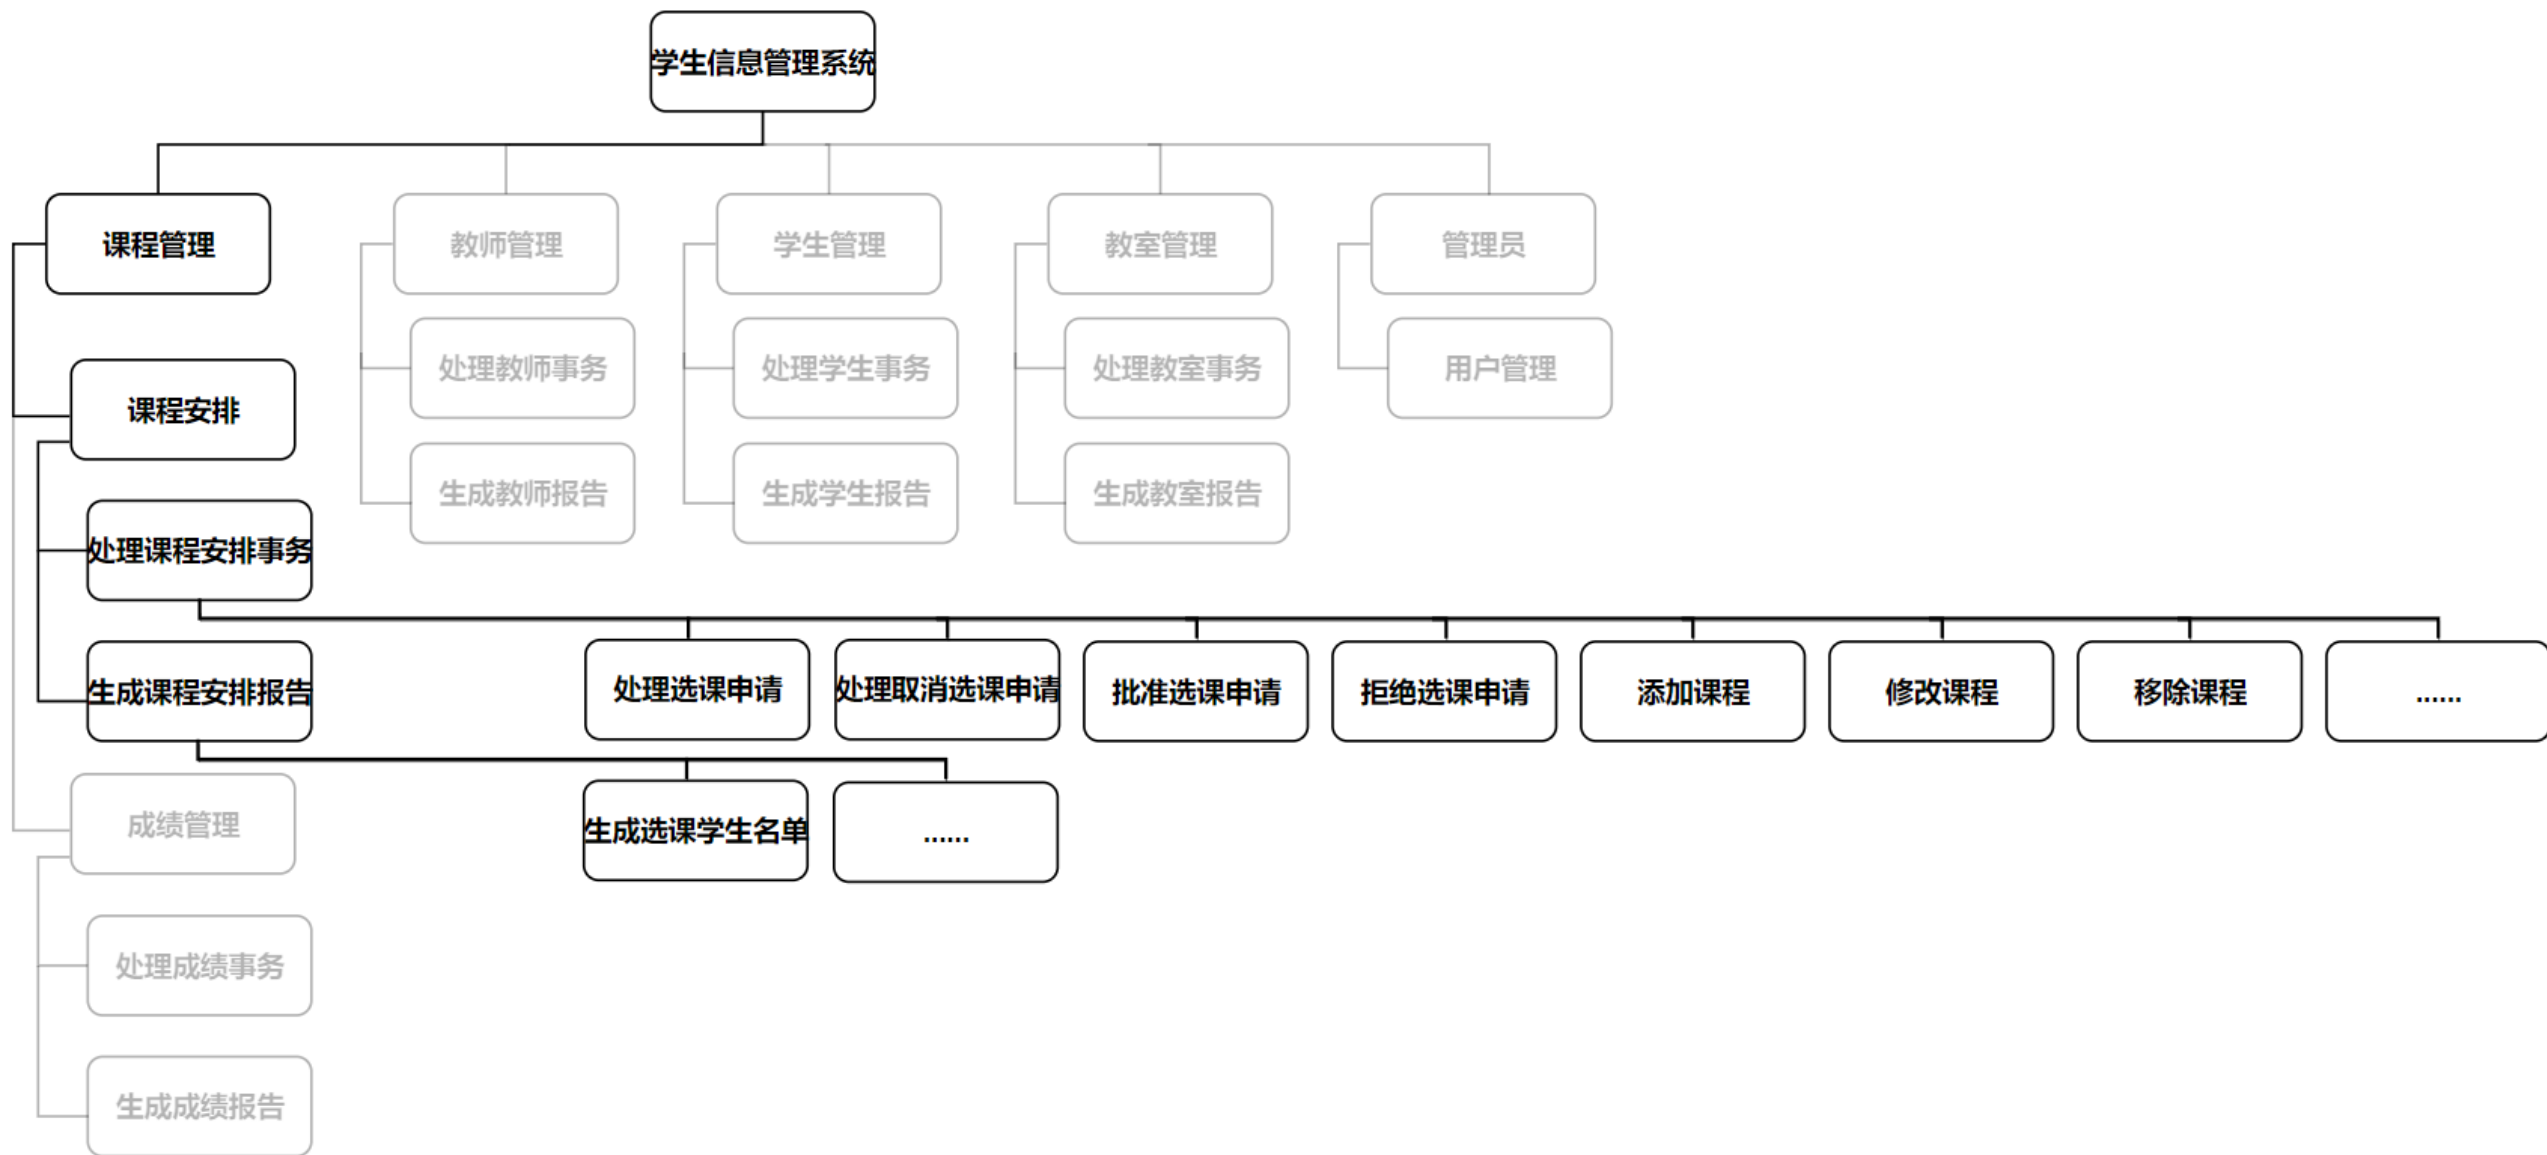 学生信息管理系统
课程管理
教师管理
学生管理
教室管理
管理员
处理教师事务
处理学生事务
处理教室事务
用户管理
课程安排
生成教师报告
生成学生报告
生成教室报告
处理课程安排事务
生成课程安排报告
处理选课申请
处理取消选课申请
批准选课申请
拒绝选课申请
添加课程
修改课程
移除课程
......
成绩管理
生成选课学生名单
......
处理成绩事务
生成成绩报告